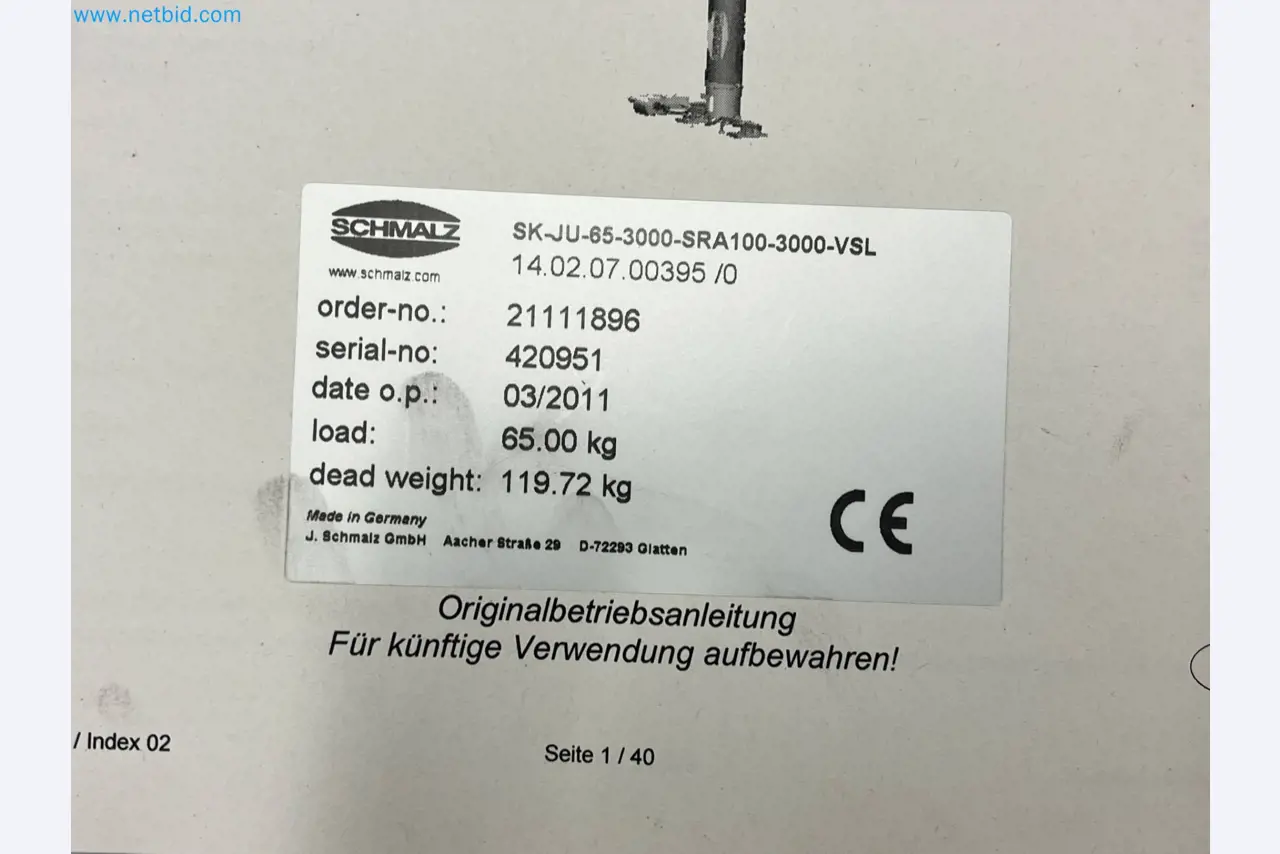 www.netbid.com
SCHMALZ
www.schmalz.com
SK-JU-65-3000-SRA100-3000-VSL
14.02.07.00395 /0
order-no.: 21111896
serial-no: 420951
date o.p.: 03/2011
load: 65.00 kg
dead weight: 119.72 kg
Made in Germany
J. Schmalz GmbH Aacher Straße 29 D-72293 Glatten
CE
Originalbetriebsanleitung
Für künftige Verwendung aufbewahren!
/ Index 02
Seite 1 / 40